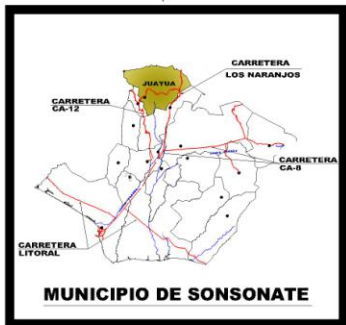 CARRETERA
LOS NARANJOS
JUAYUA
CARRETERA
CA-12
CARRETERA
CA-8
CARRETERA
LITORAL
MUNICIPIO DE SONSONATE